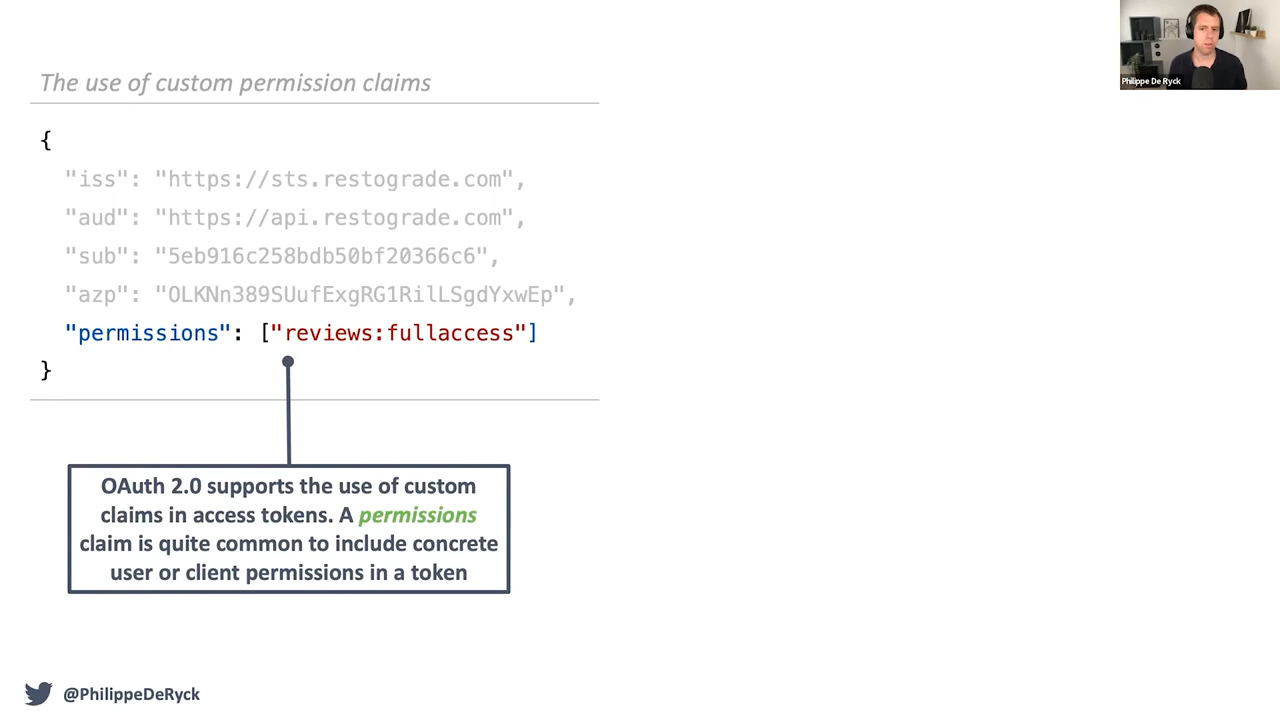 Philippe De Ryck
The use of custom permission claims
{
"iss": "https://sts.restograde.com",
"aud": "https://api.restograde.com",
"sub": "5eb916c258bdb50bf20366c6",
"azp": "OLKNn389SUufExgRG1RilLSgdYxwEp",
"permissions": ["reviews:fullaccess"]
}
OAuth 2.0 supports the use of custom
claims in access tokens. A permissions
claim is quite common to include concrete
user or client permissions in a token
@PhilippeDeRyck